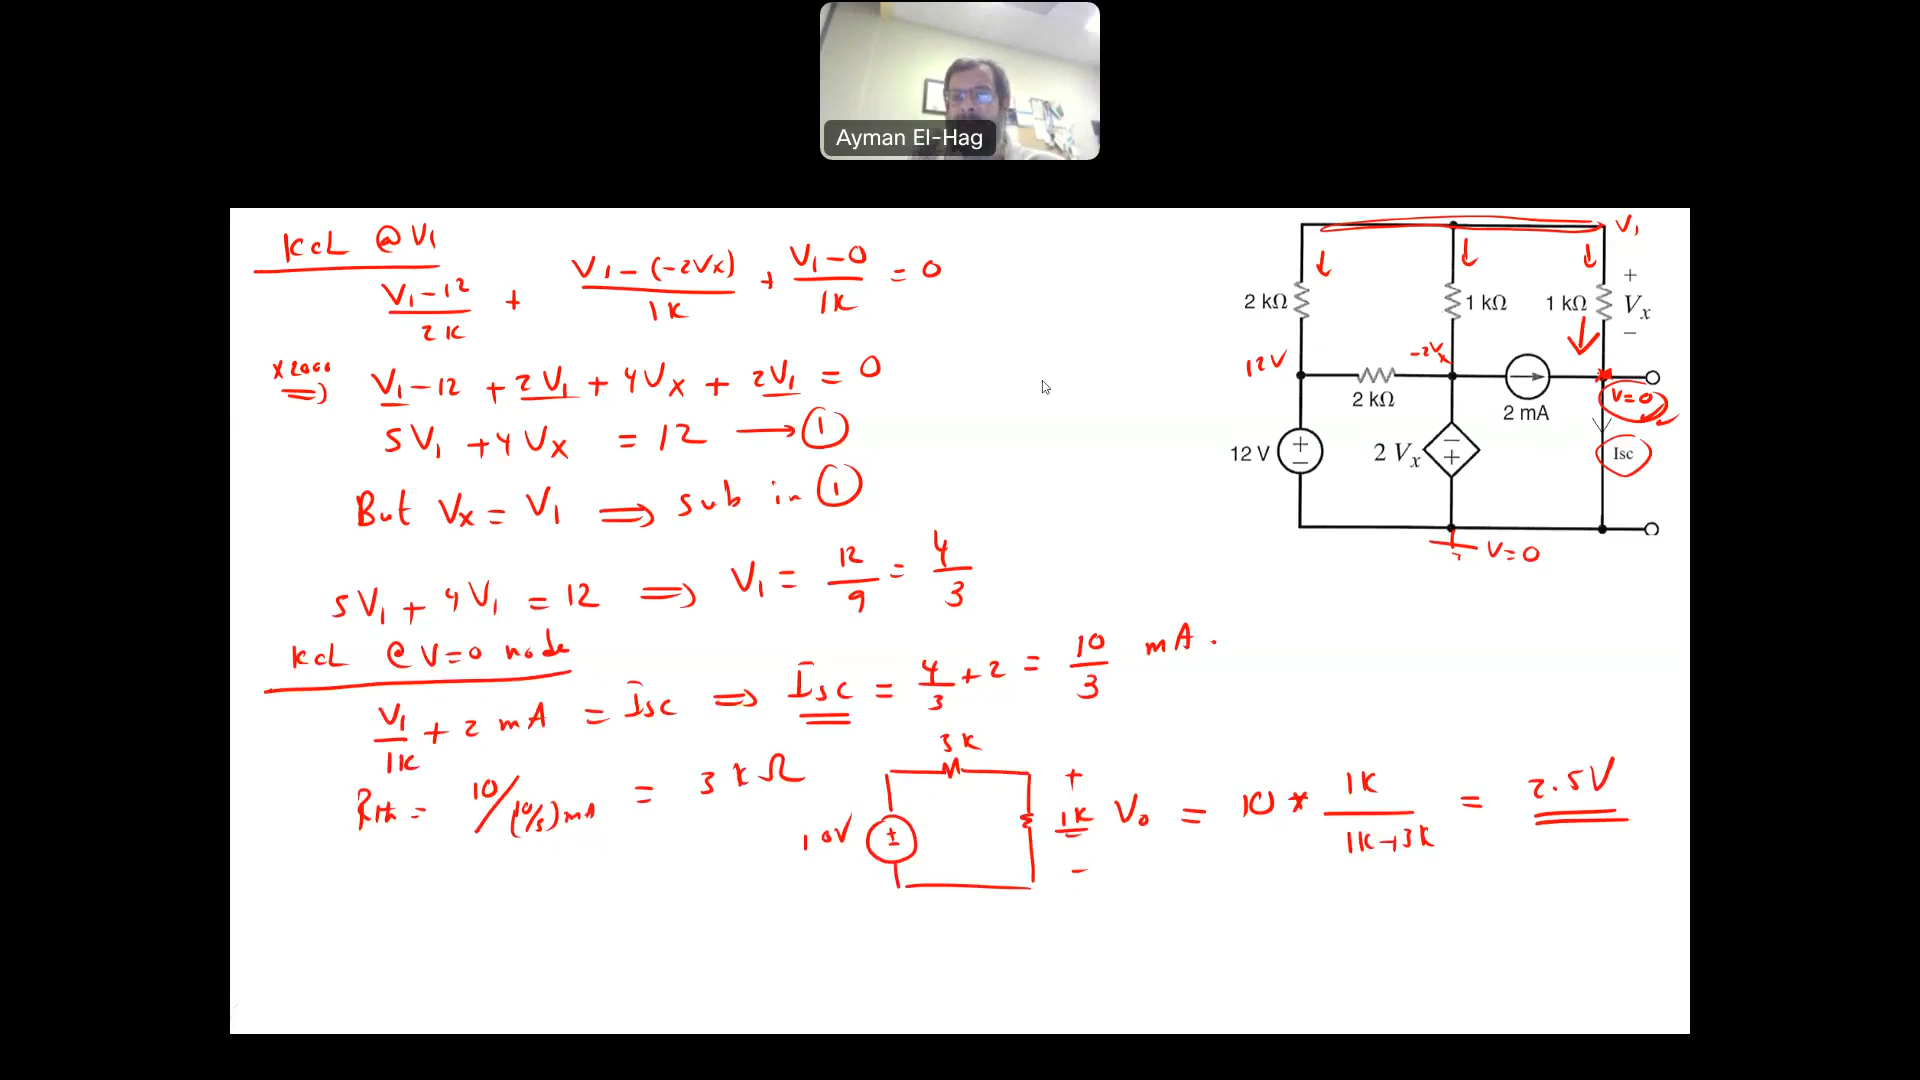 Ayman El-Hag
KCL @ V1
(V1 - 12)/2K + (V1 - (-2Vx))/1K + (V1 - 0)/1K = 0
x 2000 ⇒ V1 - 12 + 2V1 + 4Vx + 2V1 = 0
5V1 + 4Vx = 12 → ①
But Vx = V1 ⇒ sub in ①
5V1 + 4V1 = 12 ⇒ V1 = 12/9 = 4/3
KCL @ V=0 node
V1/1K + 2 mA = Isc ⇒ Isc = 4/3 + 2 = 10/3 mA.
RTh = 10/(10/3)mA = 3 kΩ
3K
10V
+
1K
-
Vo = 10 * 1K/(1K+3K) = 2.5V
V1
2 kΩ
1 kΩ
1 kΩ
+
Vx
−
12V
-2Vx
2 kΩ
2 mA
V=0
12 V
+
−
2 Vx
−
+
Isc
V=0